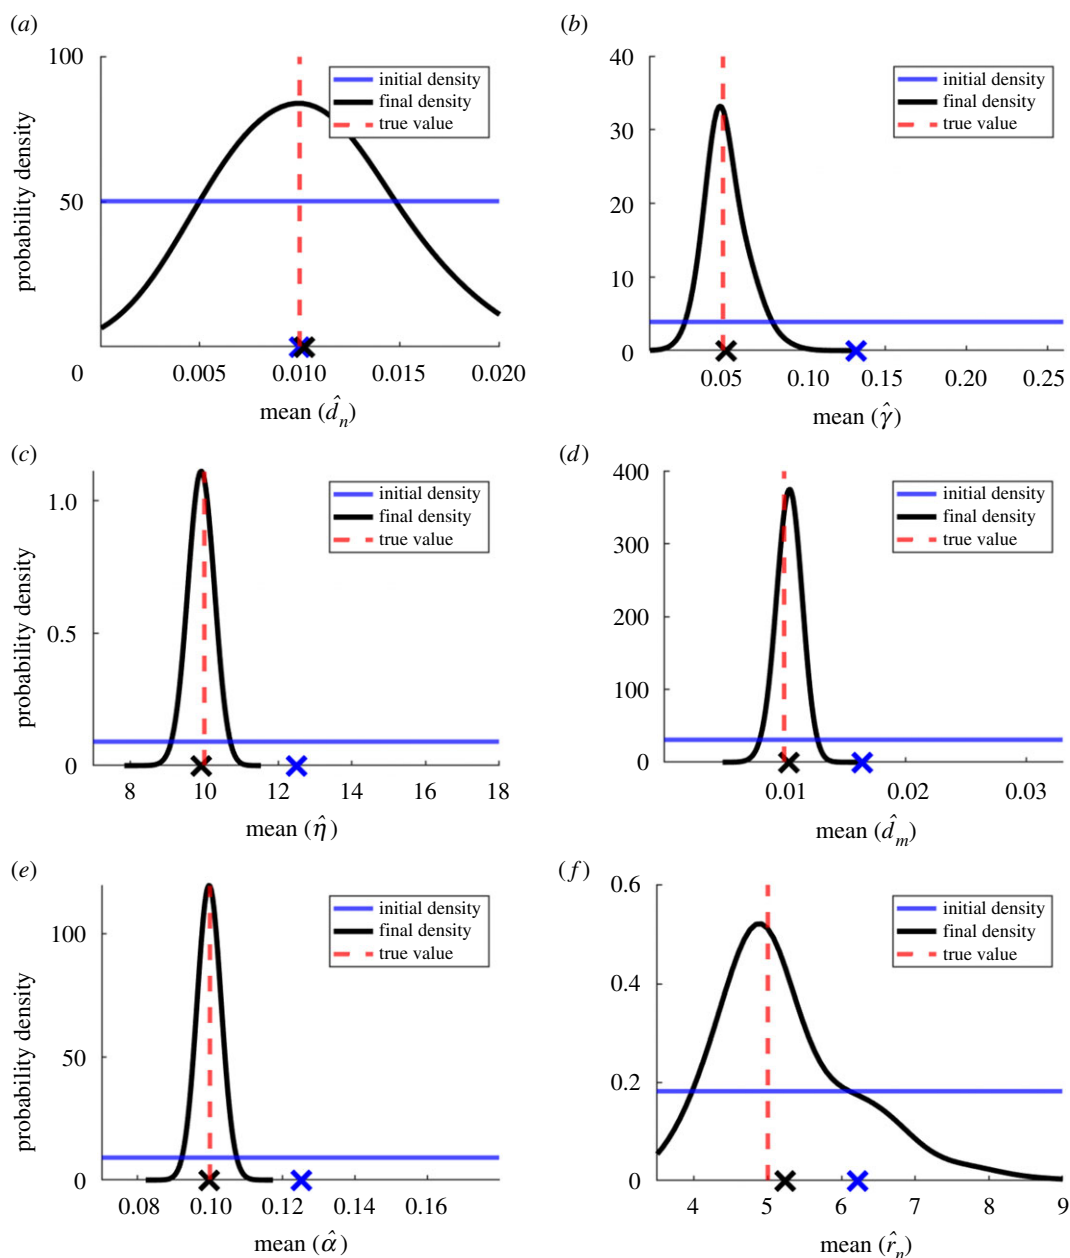 (a)
100
50
0
0.005
0.010
0.015
0.020
probability density
mean (d̂ₙ)
initial density
final density
true value
(b)
40
30
20
10
0
0.05
0.10
0.15
0.20
0.25
mean (γ̂)
initial density
final density
true value
(c)
1.0
0.5
0
8
10
12
14
16
18
probability density
mean (η̂)
initial density
final density
true value
(d)
400
300
200
100
0
0.01
0.02
0.03
mean (d̂ₘ)
initial density
final density
true value
(e)
100
50
0
0.08
0.10
0.12
0.14
0.16
probability density
mean (α̂)
initial density
final density
true value
(f)
0.6
0.4
0.2
0
4
5
6
7
8
9
mean (r̂ₙ)
initial density
final density
true value